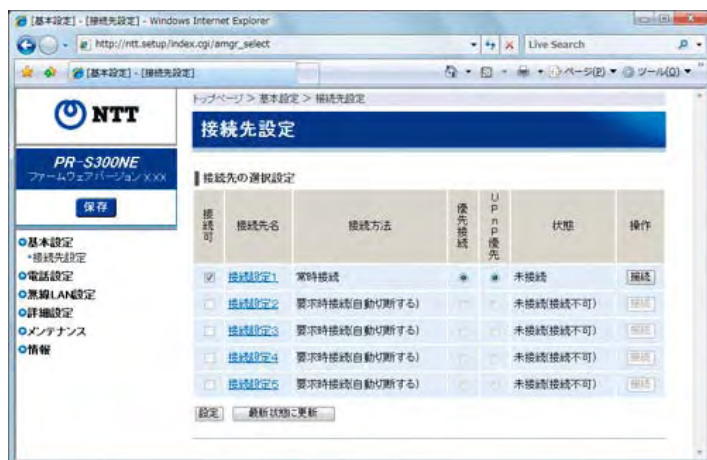 [基本設定] - [接続先設定] - Windows Internet Explorer
http://ntt.setup/index.cgi/amgr_select
Live Search
[基本設定] - [接続先設定]
ページ(P)
ツール(O)
NTT
PR-S300NE
ファームウェアバージョン XXX
保存
基本設定
接続先設定
電話設定
無線LAN設定
詳細設定
メンテナンス
情報
トップページ > 基本設定 > 接続先設定
接続先設定
接続先の選択設定
接続可 接続先名 接続方法 優先接続 UPnP優先 状態 操作
接続設定1 常時接続 未接続 接続
接続設定2 要求時接続(自動切断する) 未接続(接続不可) 接続
接続設定3 要求時接続(自動切断する) 未接続(接続不可) 接続
接続設定4 要求時接続(自動切断する) 未接続(接続不可) 接続
接続設定5 要求時接続(自動切断する) 未接続(接続不可) 接続
設定 最新状態に更新